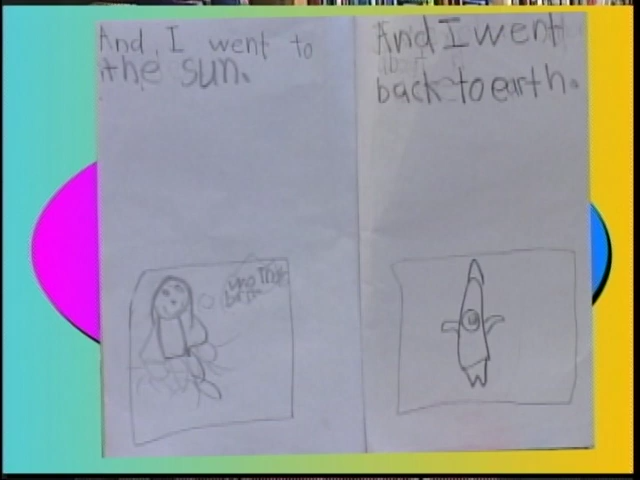 And I went to
the sun.
And I went
back to earth.